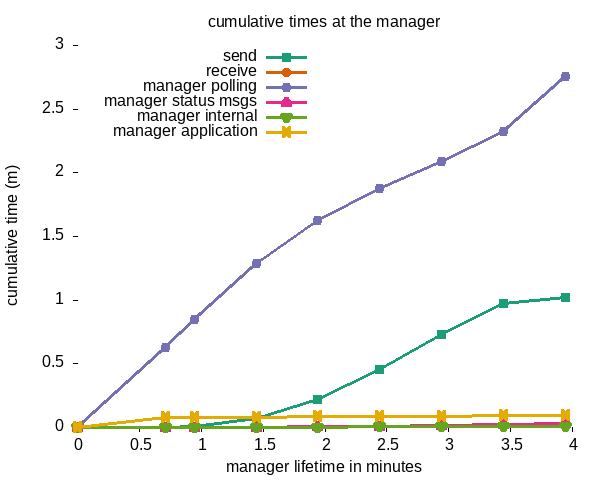 cumulative times at the manager
send
receive
manager polling
manager status msgs
manager internal
manager application
cumulative time (m)
3
2.5
2
1.5
1
0.5
0
0 0.5 1 1.5 2 2.5 3 3.5 4
manager lifetime in minutes